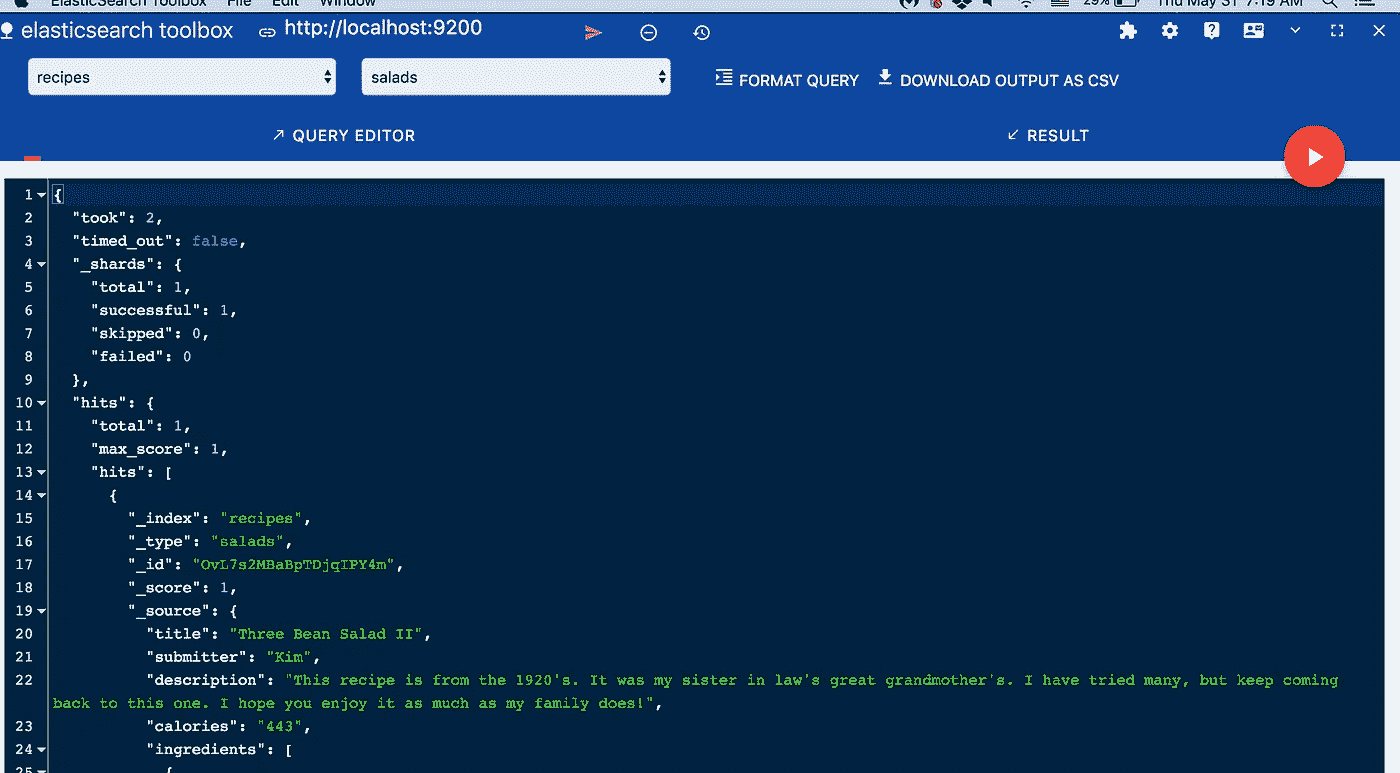 ElasticSearch Toolbox File Edit Window 29% Thu May 31 7:19 AM
elasticsearch toolbox http://localhost:9200
recipes salads FORMAT QUERY DOWNLOAD OUTPUT AS CSV
QUERY EDITOR RESULT
1 {
2 "took": 2,
3 "timed_out": false,
4 "_shards": {
5 "total": 1,
6 "successful": 1,
7 "skipped": 0,
8 "failed": 0
9 },
10 "hits": {
11 "total": 1,
12 "max_score": 1,
13 "hits": [
14 {
15 "_index": "recipes",
16 "_type": "salads",
17 "_id": "OvL7s2MBaBpTDjqIPY4m",
18 "_score": 1,
19 "_source": {
20 "title": "Three Bean Salad II",
21 "submitter": "Kim",
22 "description": "This recipe is from the 1920's. It was my sister in law's great grandmother's. I have tried many, but keep coming
back to this one. I hope you enjoy it as much as my family does!",
23 "calories": "443",
24 "ingredients": [
25 {